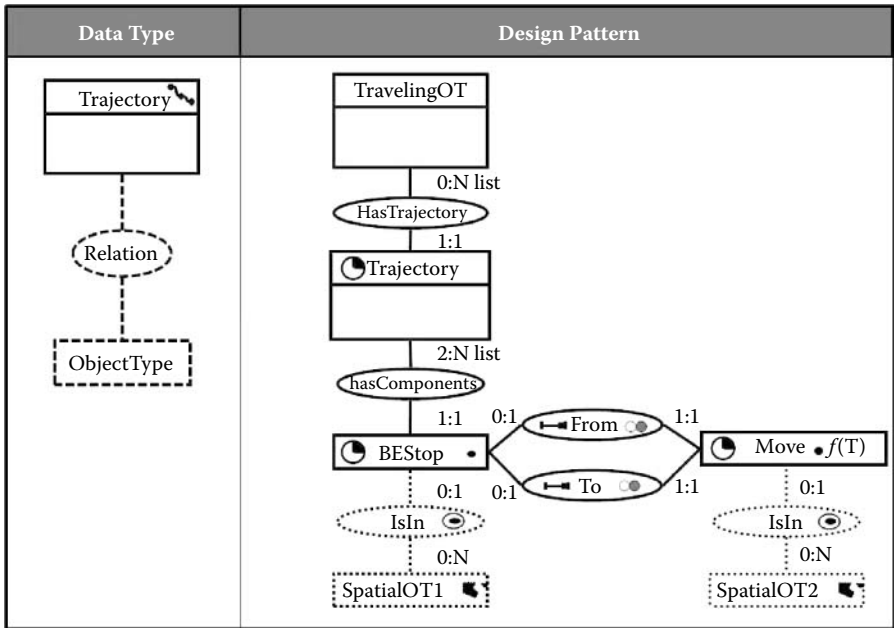 Data Type
Design Pattern
Trajectory
Relation
ObjectType
TravelingOT
0:N list
HasTrajectory
1:1
Trajectory
2:N list
hasComponents
1:1
0:1
From
1:1
BEStop
Move f(T)
0:1
0:1
To
1:1
0:1
IsIn
IsIn
0:N
0:N
SpatialOT1
SpatialOT2